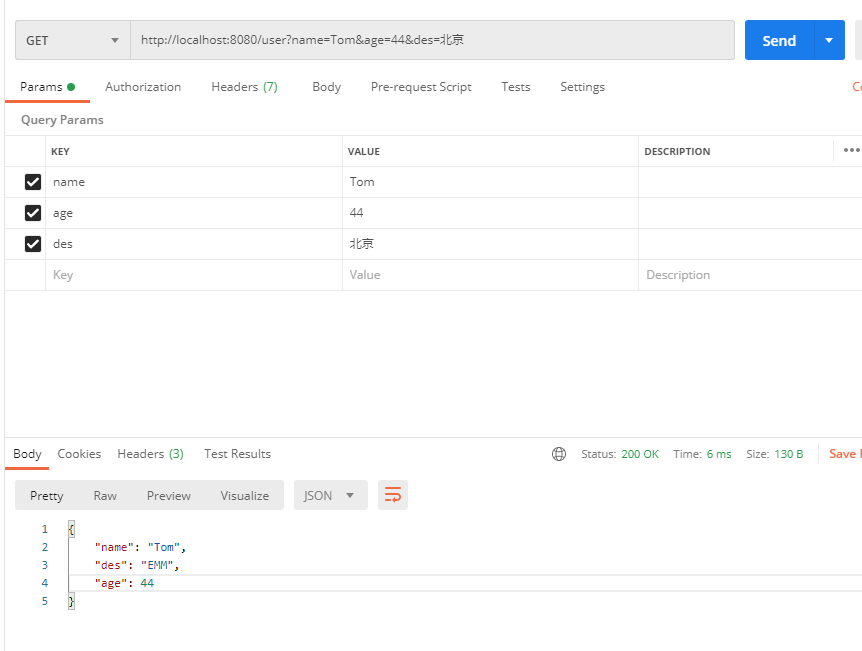 GET http://localhost:8080/user?name=Tom&age=44&des=北京 Send
Params Authorization Headers (7) Body Pre-request Script Tests Settings
Query Params
KEY VALUE DESCRIPTION
name Tom
age 44
des 北京
Key Value Description
Body Cookies Headers (3) Test Results Status: 200 OK Time: 6 ms Size: 130 B Save
Pretty Raw Preview Visualize JSON
1 {
2 "name": "Tom",
3 "des": "EMM",
4 "age": 44
5 }